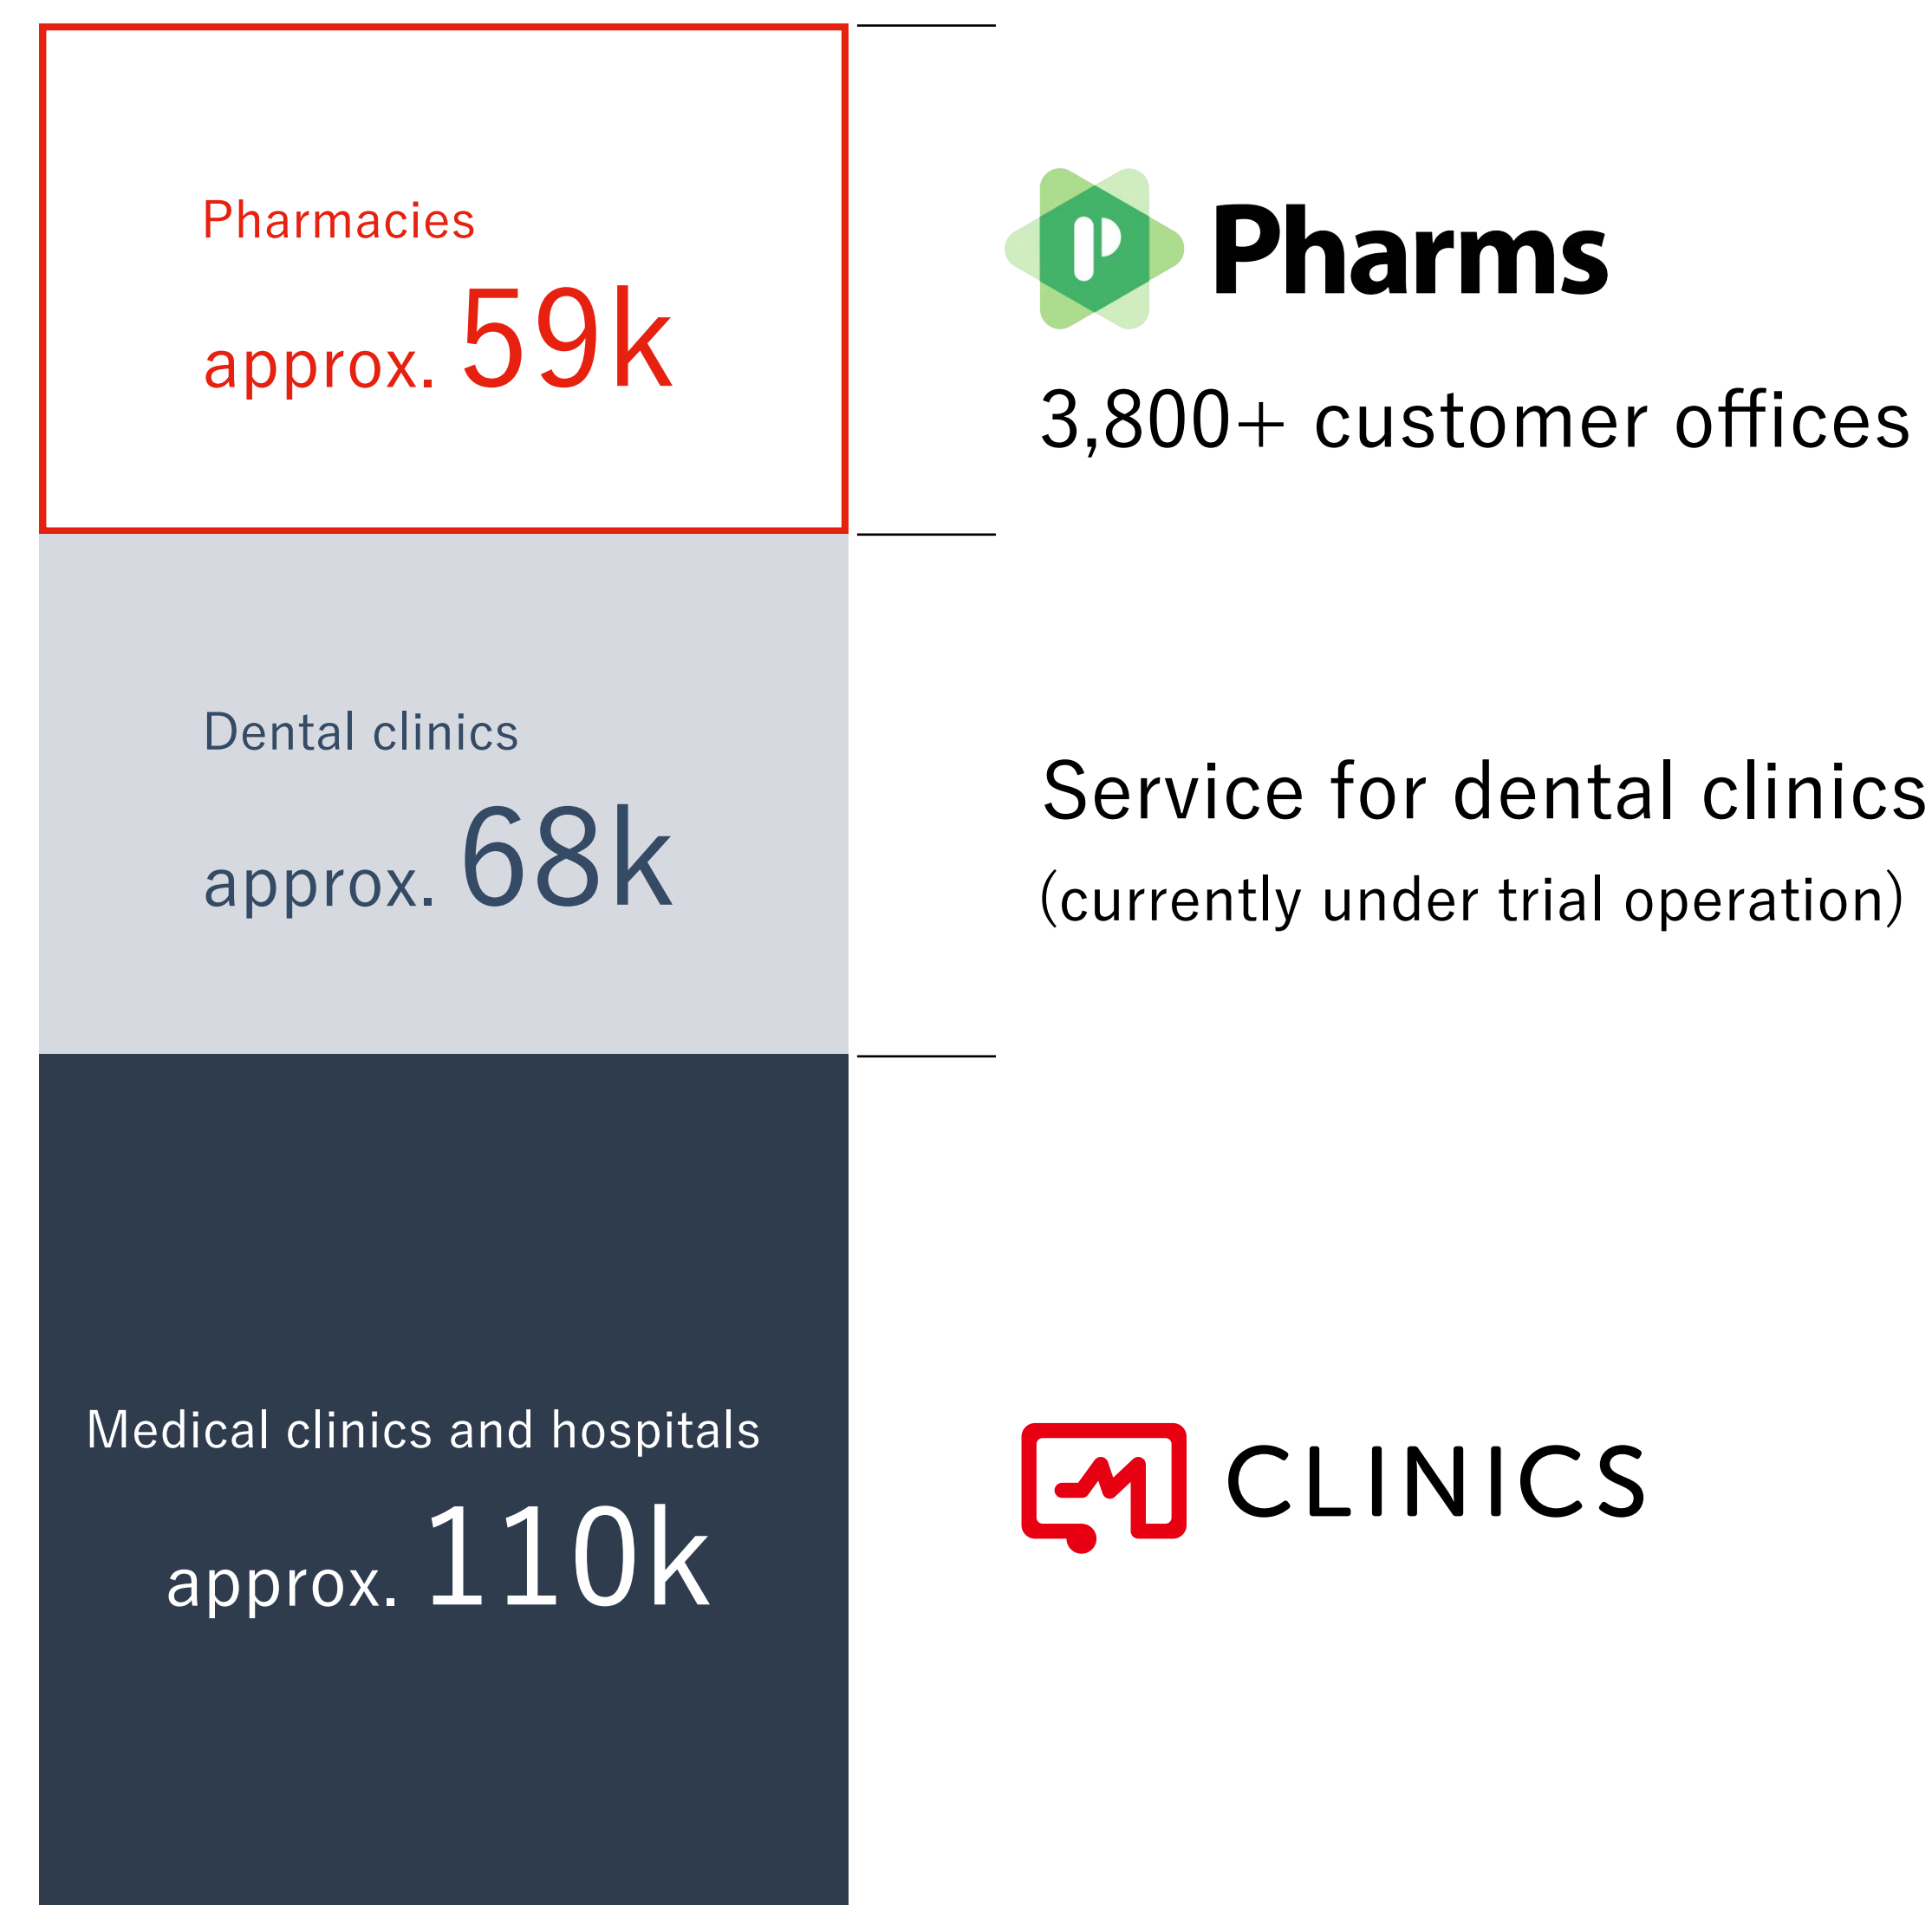 Pharmacies
approx. 59k
Pharms
3,800+ customer offices
Dental clinics
approx. 68k
Service for dental clinics
(currently under trial operation)
Medical clinics and hospitals
approx. 110k
CLINICS